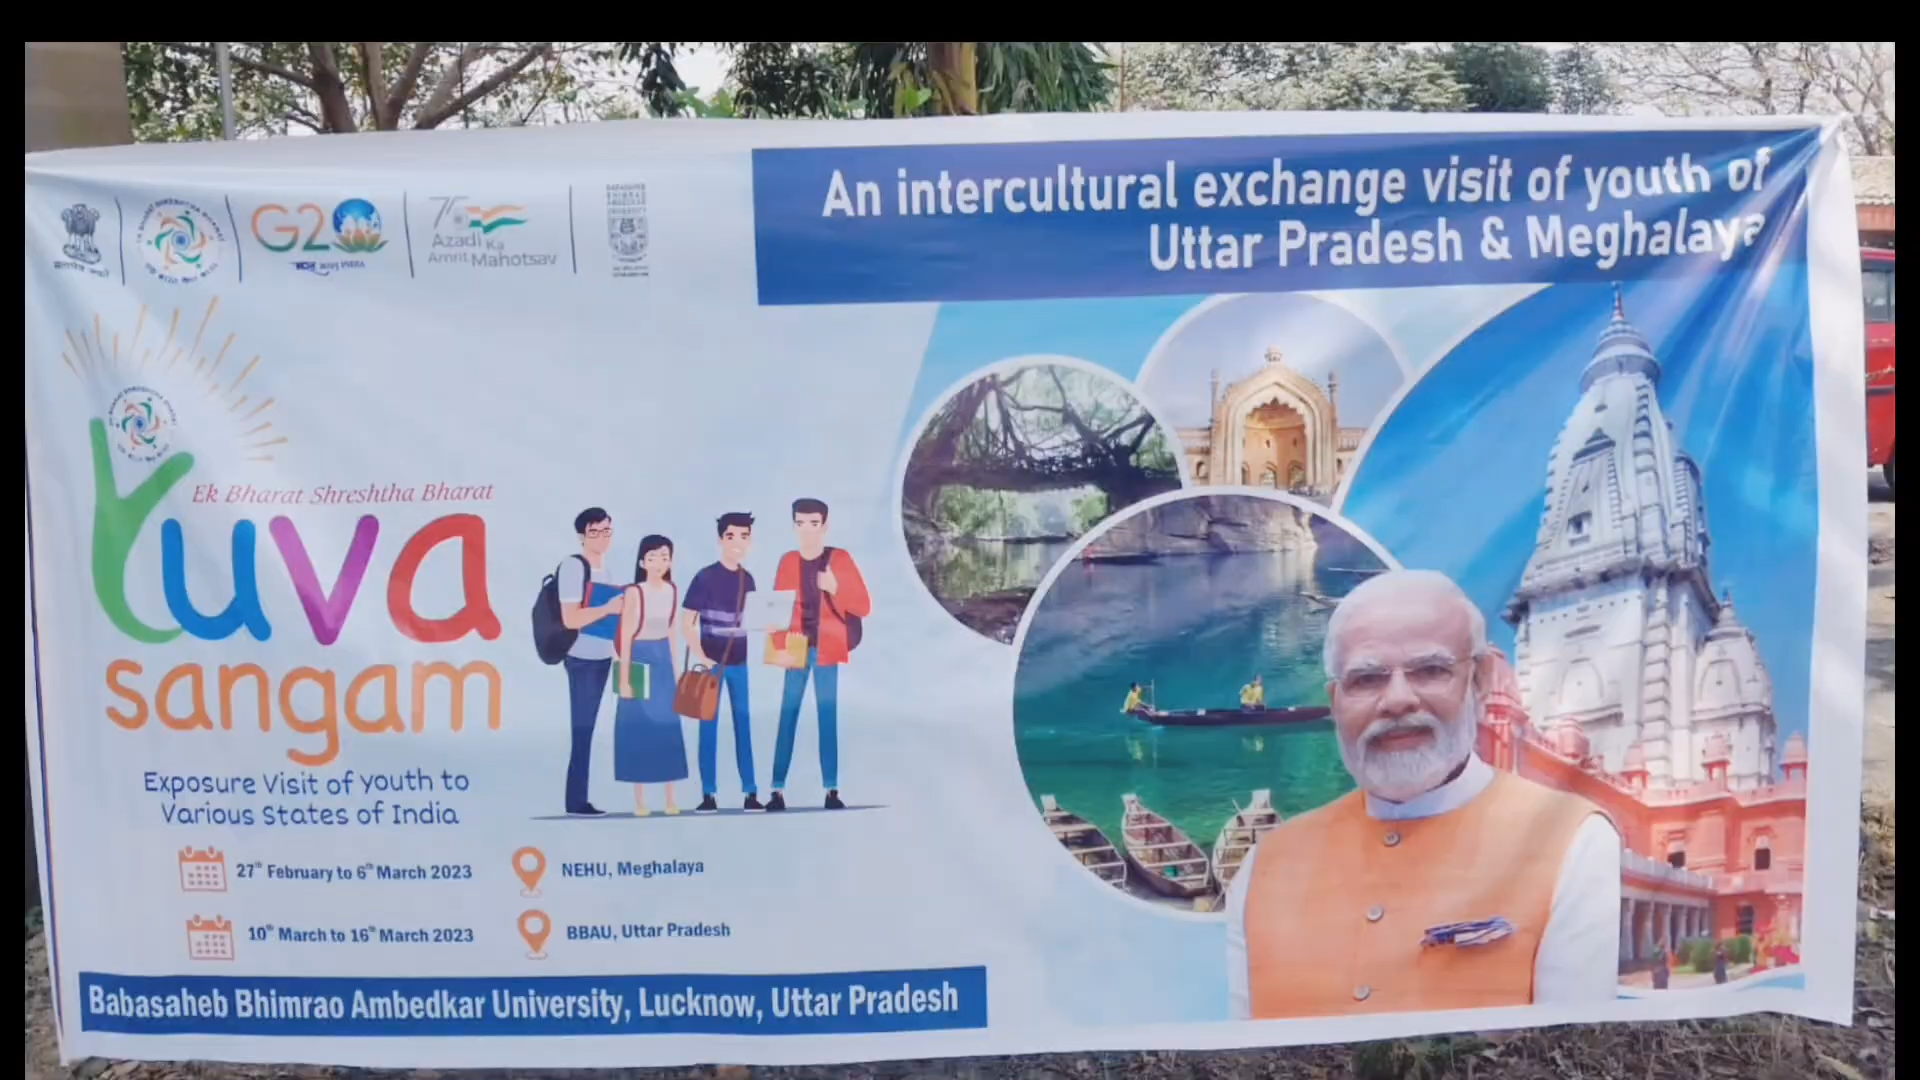 An intercultural exchange visit of youth of
Uttar Pradesh & Meghalaya
G20
75
Azadi Ka
Amrit Mahotsav
Ek Bharat Shreshtha Bharat
Yuva
sangam
Exposure Visit of youth to
Various States of India
27th February to 6th March 2023
NEHU, Meghalaya
10th March to 16th March 2023
BBAU, Uttar Pradesh
Babasaheb Bhimrao Ambedkar University, Lucknow, Uttar Pradesh